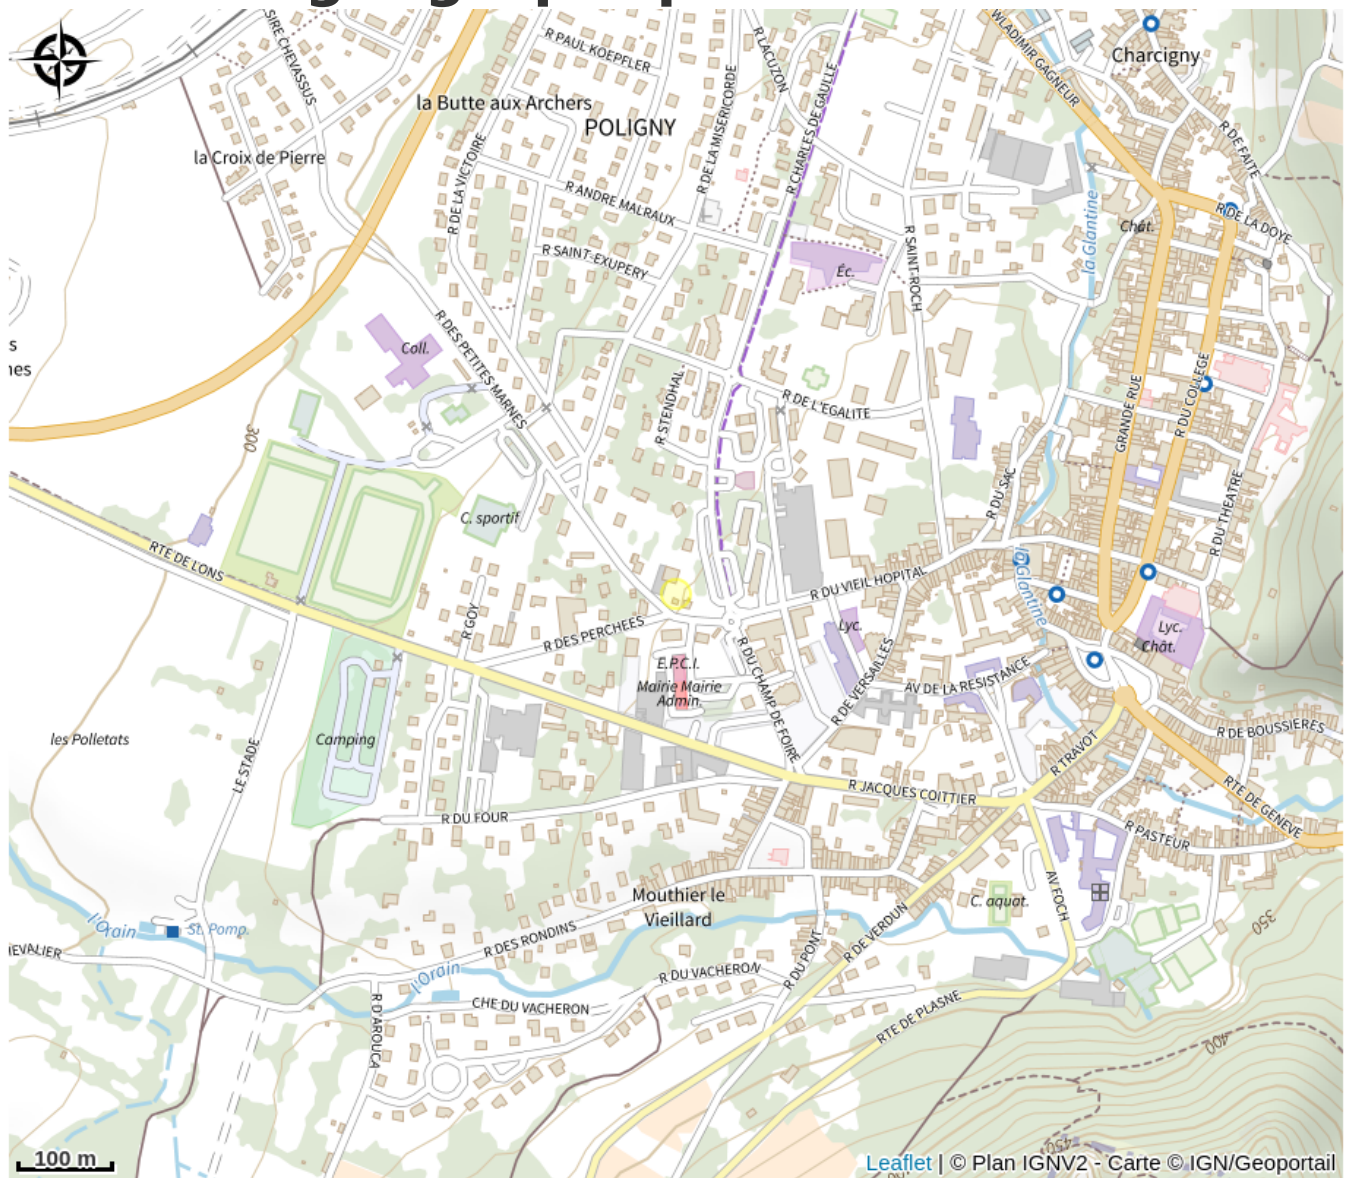 SIRE CHEVASSUS
R PAUL KOEPFLER
R LACUZON
WLADIMIR GAGNEUR
Charcigny
la Butte aux Archers
POLIGNY
R DE LA MISERICORDE
R CHARLES DE GAULLE
R DE FAITE
la Croix de Pierre
R DE LA VICTOIRE
R ANDRE MALRAUX
la Glantine
Chât.
R DE LA DOYE
R SAINT-EXUPERY
Éc.
R SAINT-ROCH
s
nes
Coll.
R DES PETITES MARNES
R STENDHAL
R DE L'EGALITE
GRANDE RUE
R DU COLLEGE
300
R DU SAC
R DU THEATRE
C. sportif
RTE DE LONS
R DU VIEIL HOPITAL
la Glantine
R GOY
R DES PERCHEES
Lyc.
Lyc.
Chât.
E.P.C.I.
Mairie Mairie
Admin.
R DU CHAMP DE FOIRE
R DE VERSAILLES
AV DE LA RESISTANCE
les Polletats
Camping
LE STADE
R DE BOUSSIERES
R TRAVOT
R JACQUES COITTIER
RTE DE GENEVE
R DU FOUR
R PASTEUR
Mouthier le
Vieillard
C. aquat.
AV FOCH
350
l'Orain
St. Pomp.
HEVALIER
R DES RONDINS
R DE VERDUN
R DU PONT
l'Orain
R DU VACHERON
CHE DU VACHERON
R D'AROUCA
RTE DE PLASNE
400
450
100 m
Leaflet | © Plan IGNV2 - Carte © IGN/Geoportail